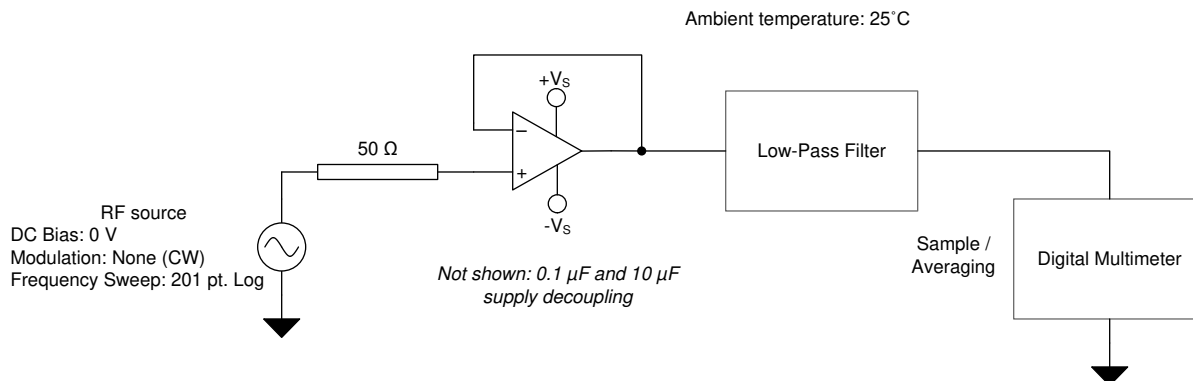 Ambient temperature: 25˚C
+VS
50 Ω
−
+
-VS
Low-Pass Filter
RF source
DC Bias: 0 V
Modulation: None (CW)
Frequency Sweep: 201 pt. Log
Not shown: 0.1 µF and 10 µF
supply decoupling
Sample /
Averaging
Digital Multimeter